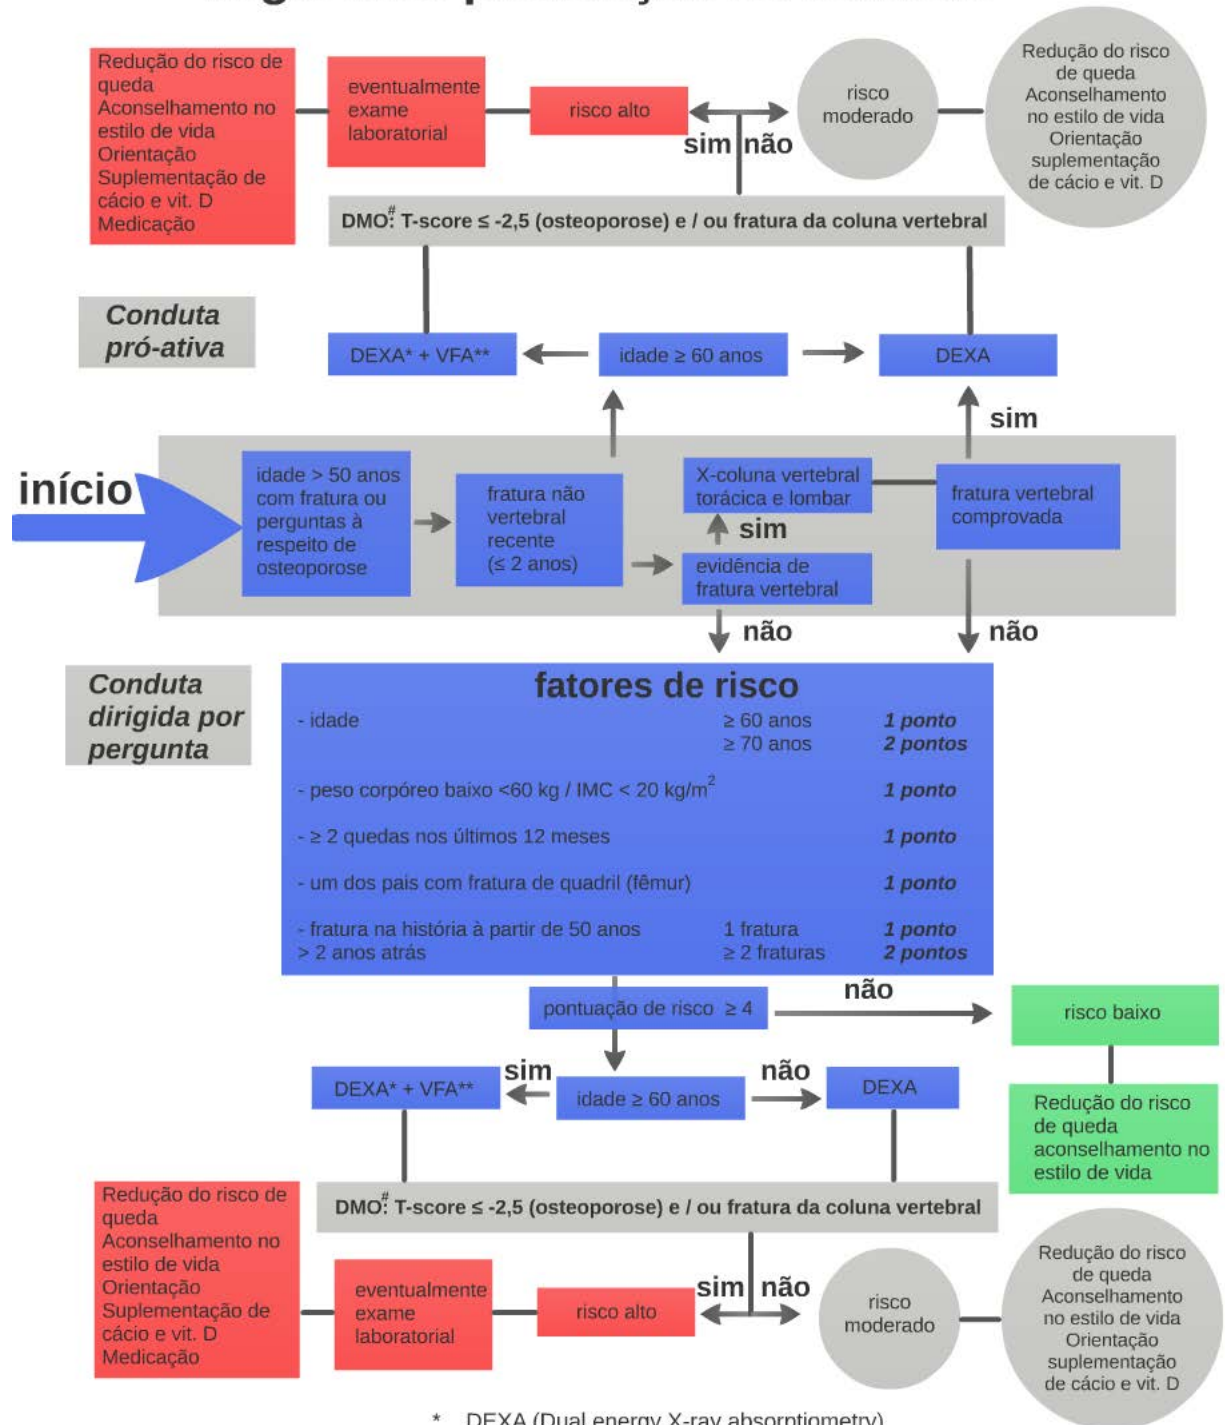 Redução do risco de
queda
Aconselhamento no
estilo de vida
Orientação
Suplementação de
cácio e vit. D
Medicação
eventualmente
exame
laboratorial
risco alto
sim
não
risco
moderado
Redução do risco
de queda
Aconselhamento
no estilo de vida
Orientação
suplementação
de cácio e vit. D
DMO#: T-score ≤ -2,5 (osteoporose) e / ou fratura da coluna vertebral
Conduta
pró-ativa
DEXA* + VFA**
idade ≥ 60 anos
DEXA
sim
início
idade > 50 anos
com fratura ou
perguntas à
respeito de
osteoporose
fratura não
vertebral
recente
(≤ 2 anos)
X-coluna vertebral
torácica e lombar
sim
evidência de
fratura vertebral
fratura vertebral
comprovada
não
não
Conduta
dirigida por
pergunta
fatores de risco
- idade ≥ 60 anos 1 ponto
≥ 70 anos 2 pontos
- peso corpóreo baixo <60 kg / IMC < 20 kg/m2 1 ponto
- ≥ 2 quedas nos últimos 12 meses 1 ponto
- um dos pais com fratura de quadril (fêmur) 1 ponto
- fratura na história à partir de 50 anos 1 fratura 1 ponto
> 2 anos atrás ≥ 2 fraturas 2 pontos
pontuação de risco ≥ 4
não
risco baixo
DEXA* + VFA**
sim
idade ≥ 60 anos
não
DEXA
Redução do risco
de queda
aconselhamento no
estilo de vida
DMO#: T-score ≤ -2,5 (osteoporose) e / ou fratura da coluna vertebral
Redução do risco de
queda
Aconselhamento no
estilo de vida
Orientação
Suplementação de
cácio e vit. D
Medicação
eventualmente
exame
laboratorial
risco alto
sim
não
risco
moderado
Redução do risco
de queda
Aconselhamento
no estilo de vida
Orientação
suplementação
de cácio e vit. D
* DEXA (Dual energy X-ray absorptiometry)